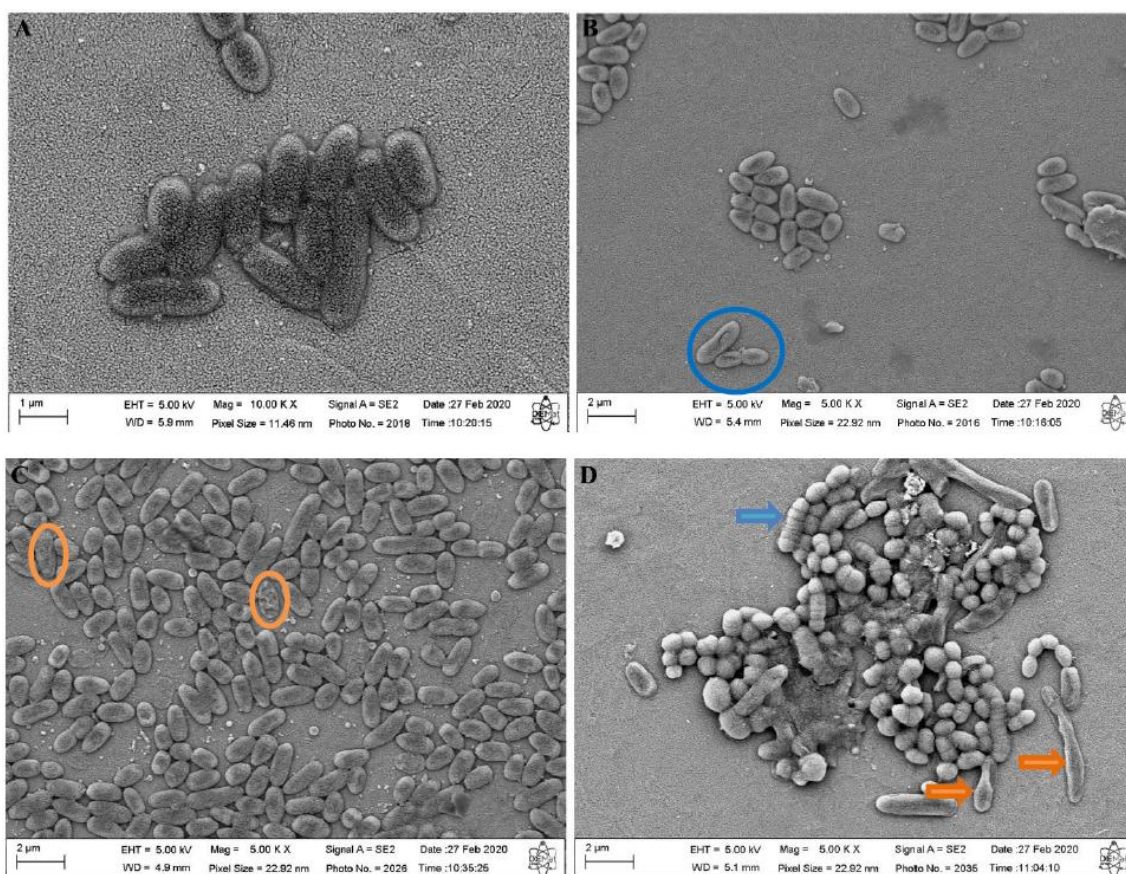 A
1 µm
EHT = 5.00 kV Mag = 10.00 K X Signal A = SE2 Date :27 Feb 2020
WD = 5.9 mm Pixel Size = 11.46 nm Photo No. = 2018 Time :10:20:15
B
2 µm
EHT = 5.00 kV Mag = 5.00 K X Signal A = SE2 Date :27 Feb 2020
WD = 5.4 mm Pixel Size = 22.92 nm Photo No. = 2016 Time :10:16:05
C
2 µm
EHT = 5.00 kV Mag = 5.00 K X Signal A = SE2 Date :27 Feb 2020
WD = 4.9 mm Pixel Size = 22.92 nm Photo No. = 2026 Time :10:35:25
D
2 µm
EHT = 5.00 kV Mag = 5.00 K X Signal A = SE2 Date :27 Feb 2020
WD = 5.1 mm Pixel Size = 22.92 nm Photo No. = 2035 Time :11:04:10